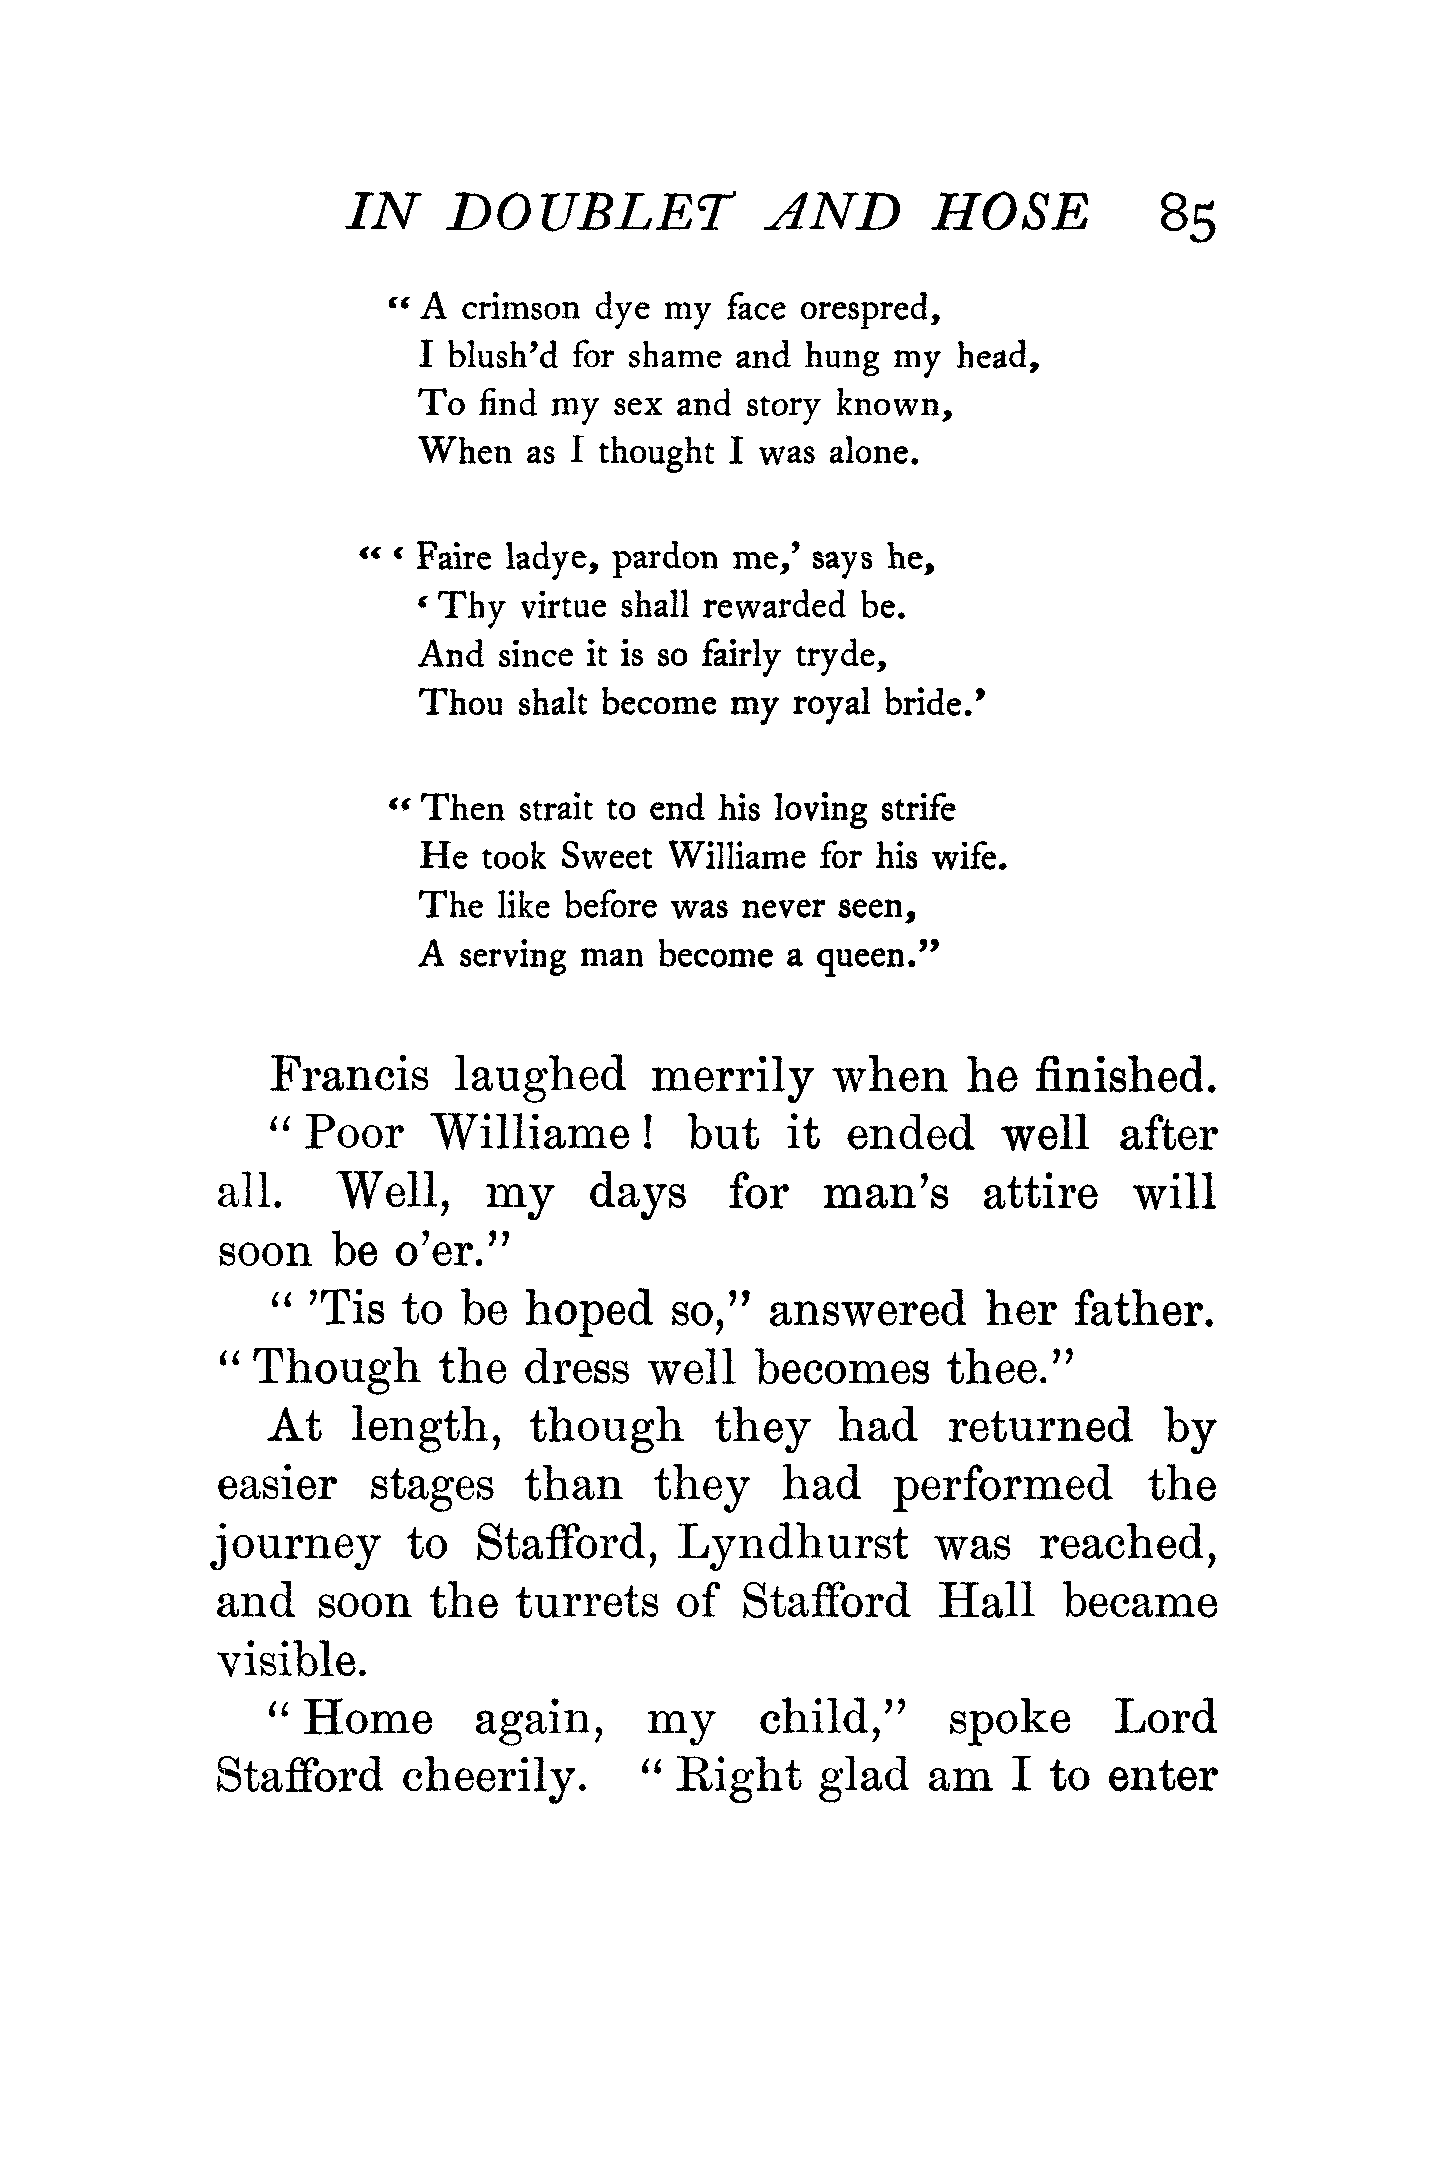 IN DOUBLET AND HOSE 85
“ A crimson dye my face orespred,
I blush’d for shame and hung my head,
To find my sex and story known,
When as I thought I was alone.
“ ‘ Faire ladye, pardon me,’ says he,
‘ Thy virtue shall rewarded be.
And since it is so fairly tryde,
Thou shalt become my royal bride.’
“ Then strait to end his loving strife
He took Sweet Williame for his wife.
The like before was never seen,
A serving man become a queen.”
Francis laughed merrily when he finished.
“ Poor Williame ! but it ended well after
all. Well, my days for man’s attire will
soon be o’er.”
“ ’Tis to be hoped so,” answered her father.
“ Though the dress well becomes thee.”
At length, though they had returned by
easier stages than they had performed the
journey to Stafford, Lyndhurst was reached,
and soon the turrets of Stafford Hall became
visible.
“ Home again, my child,” spoke Lord
Stafford cheerily. “ Right glad am I to enter